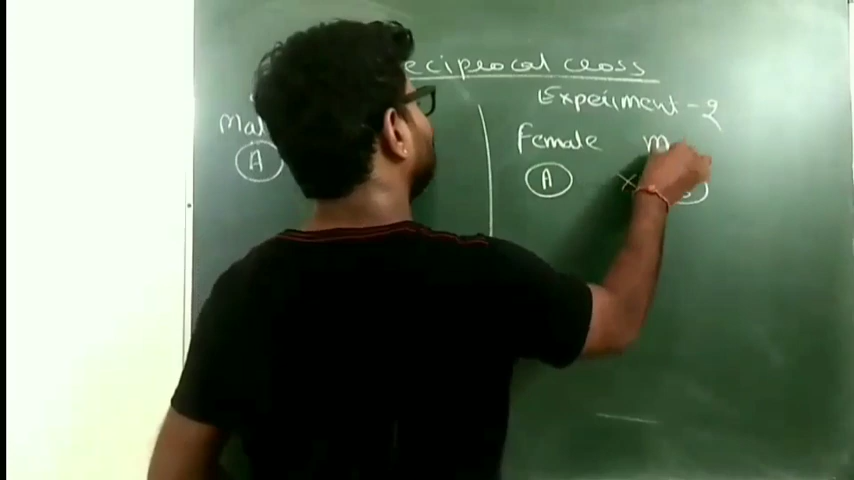 eciprocal cross
Experiment-2
Mal
Female m
A
A ×